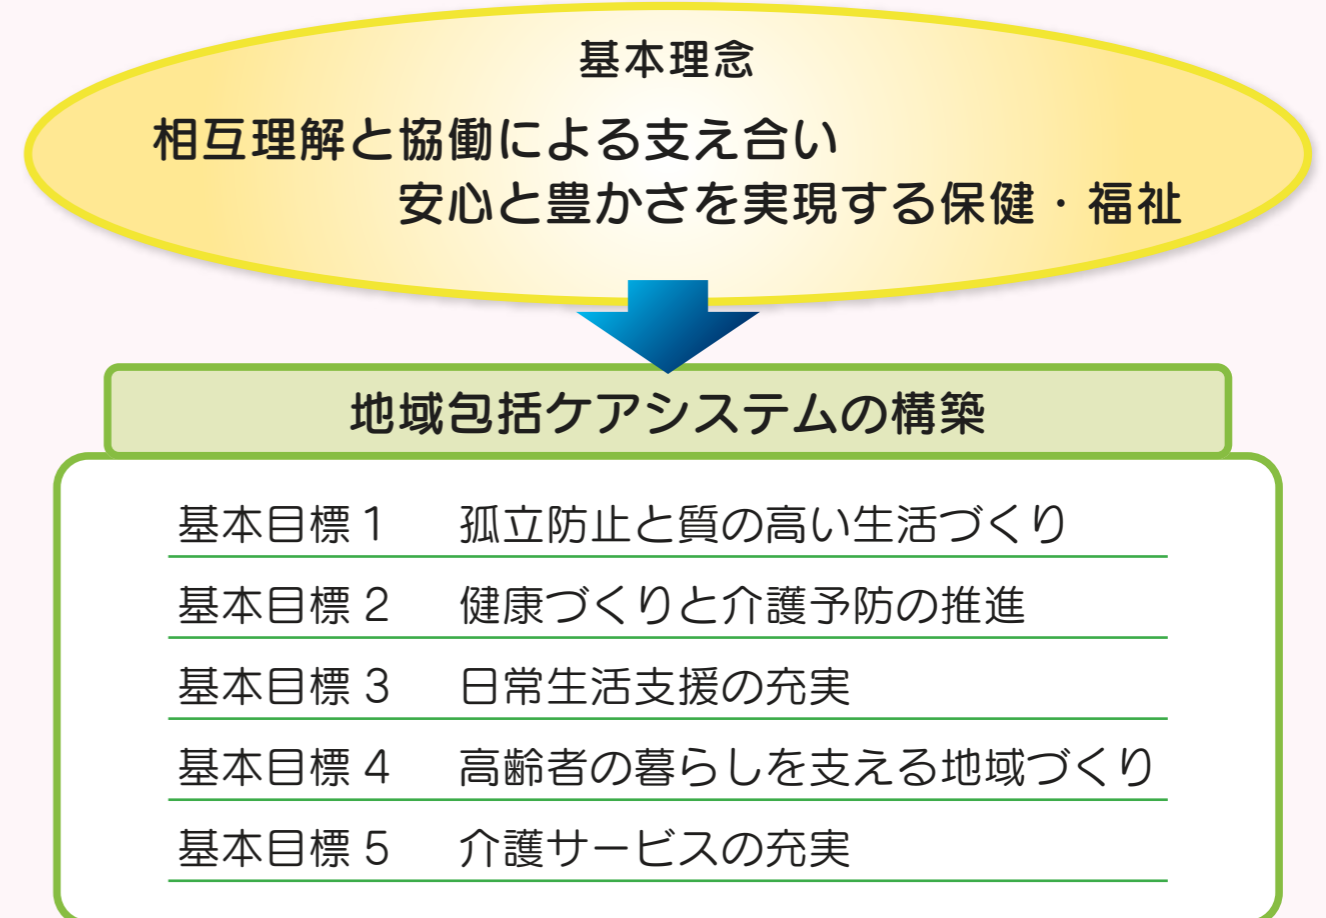 基本理念
相互理解と協働による支え合い
安心と豊かさを実現する保健・福祉
地域包括ケアシステムの構築
基本目標1 孤立防止と質の高い生活づくり
基本目標2 健康づくりと介護予防の推進
基本目標3 日常生活支援の充実
基本目標4 高齢者の暮らしを支える地域づくり
基本目標5 介護サービスの充実